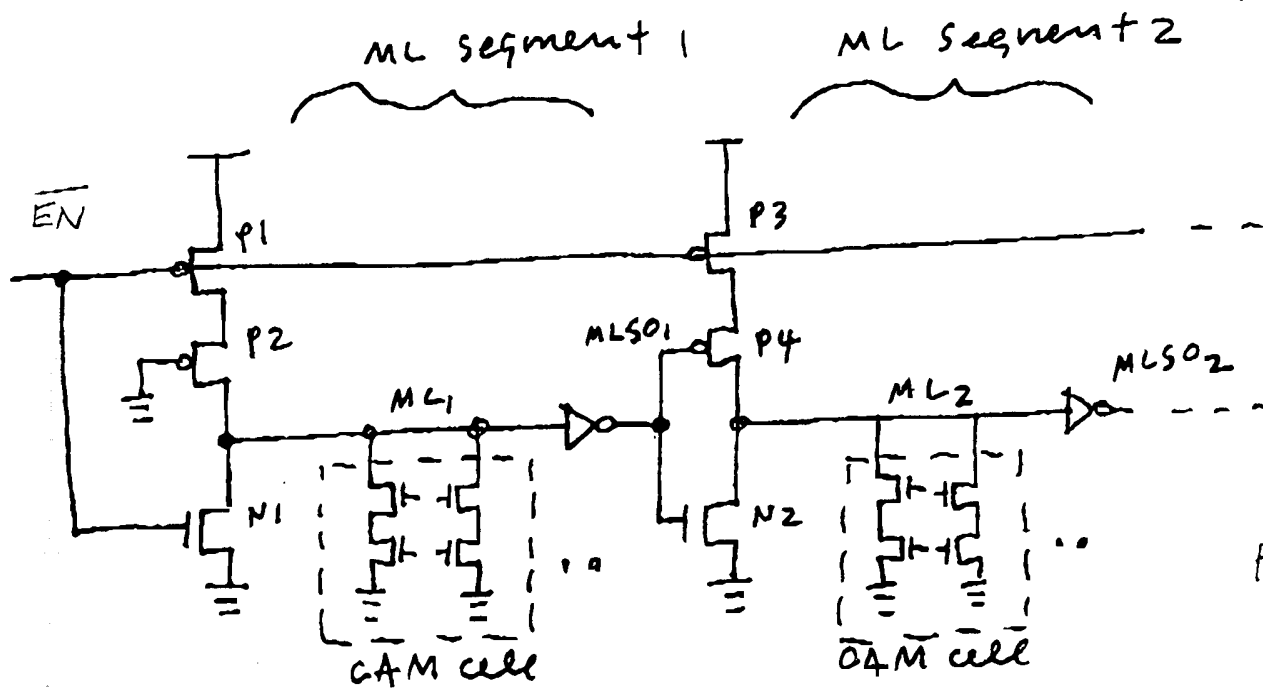 ML segment 1
ML segment 2
EN
P1
P3
P2
MLSO1
P4
MLSO2
ML1
ML2
N1
N2
CAM cell
CAM cell